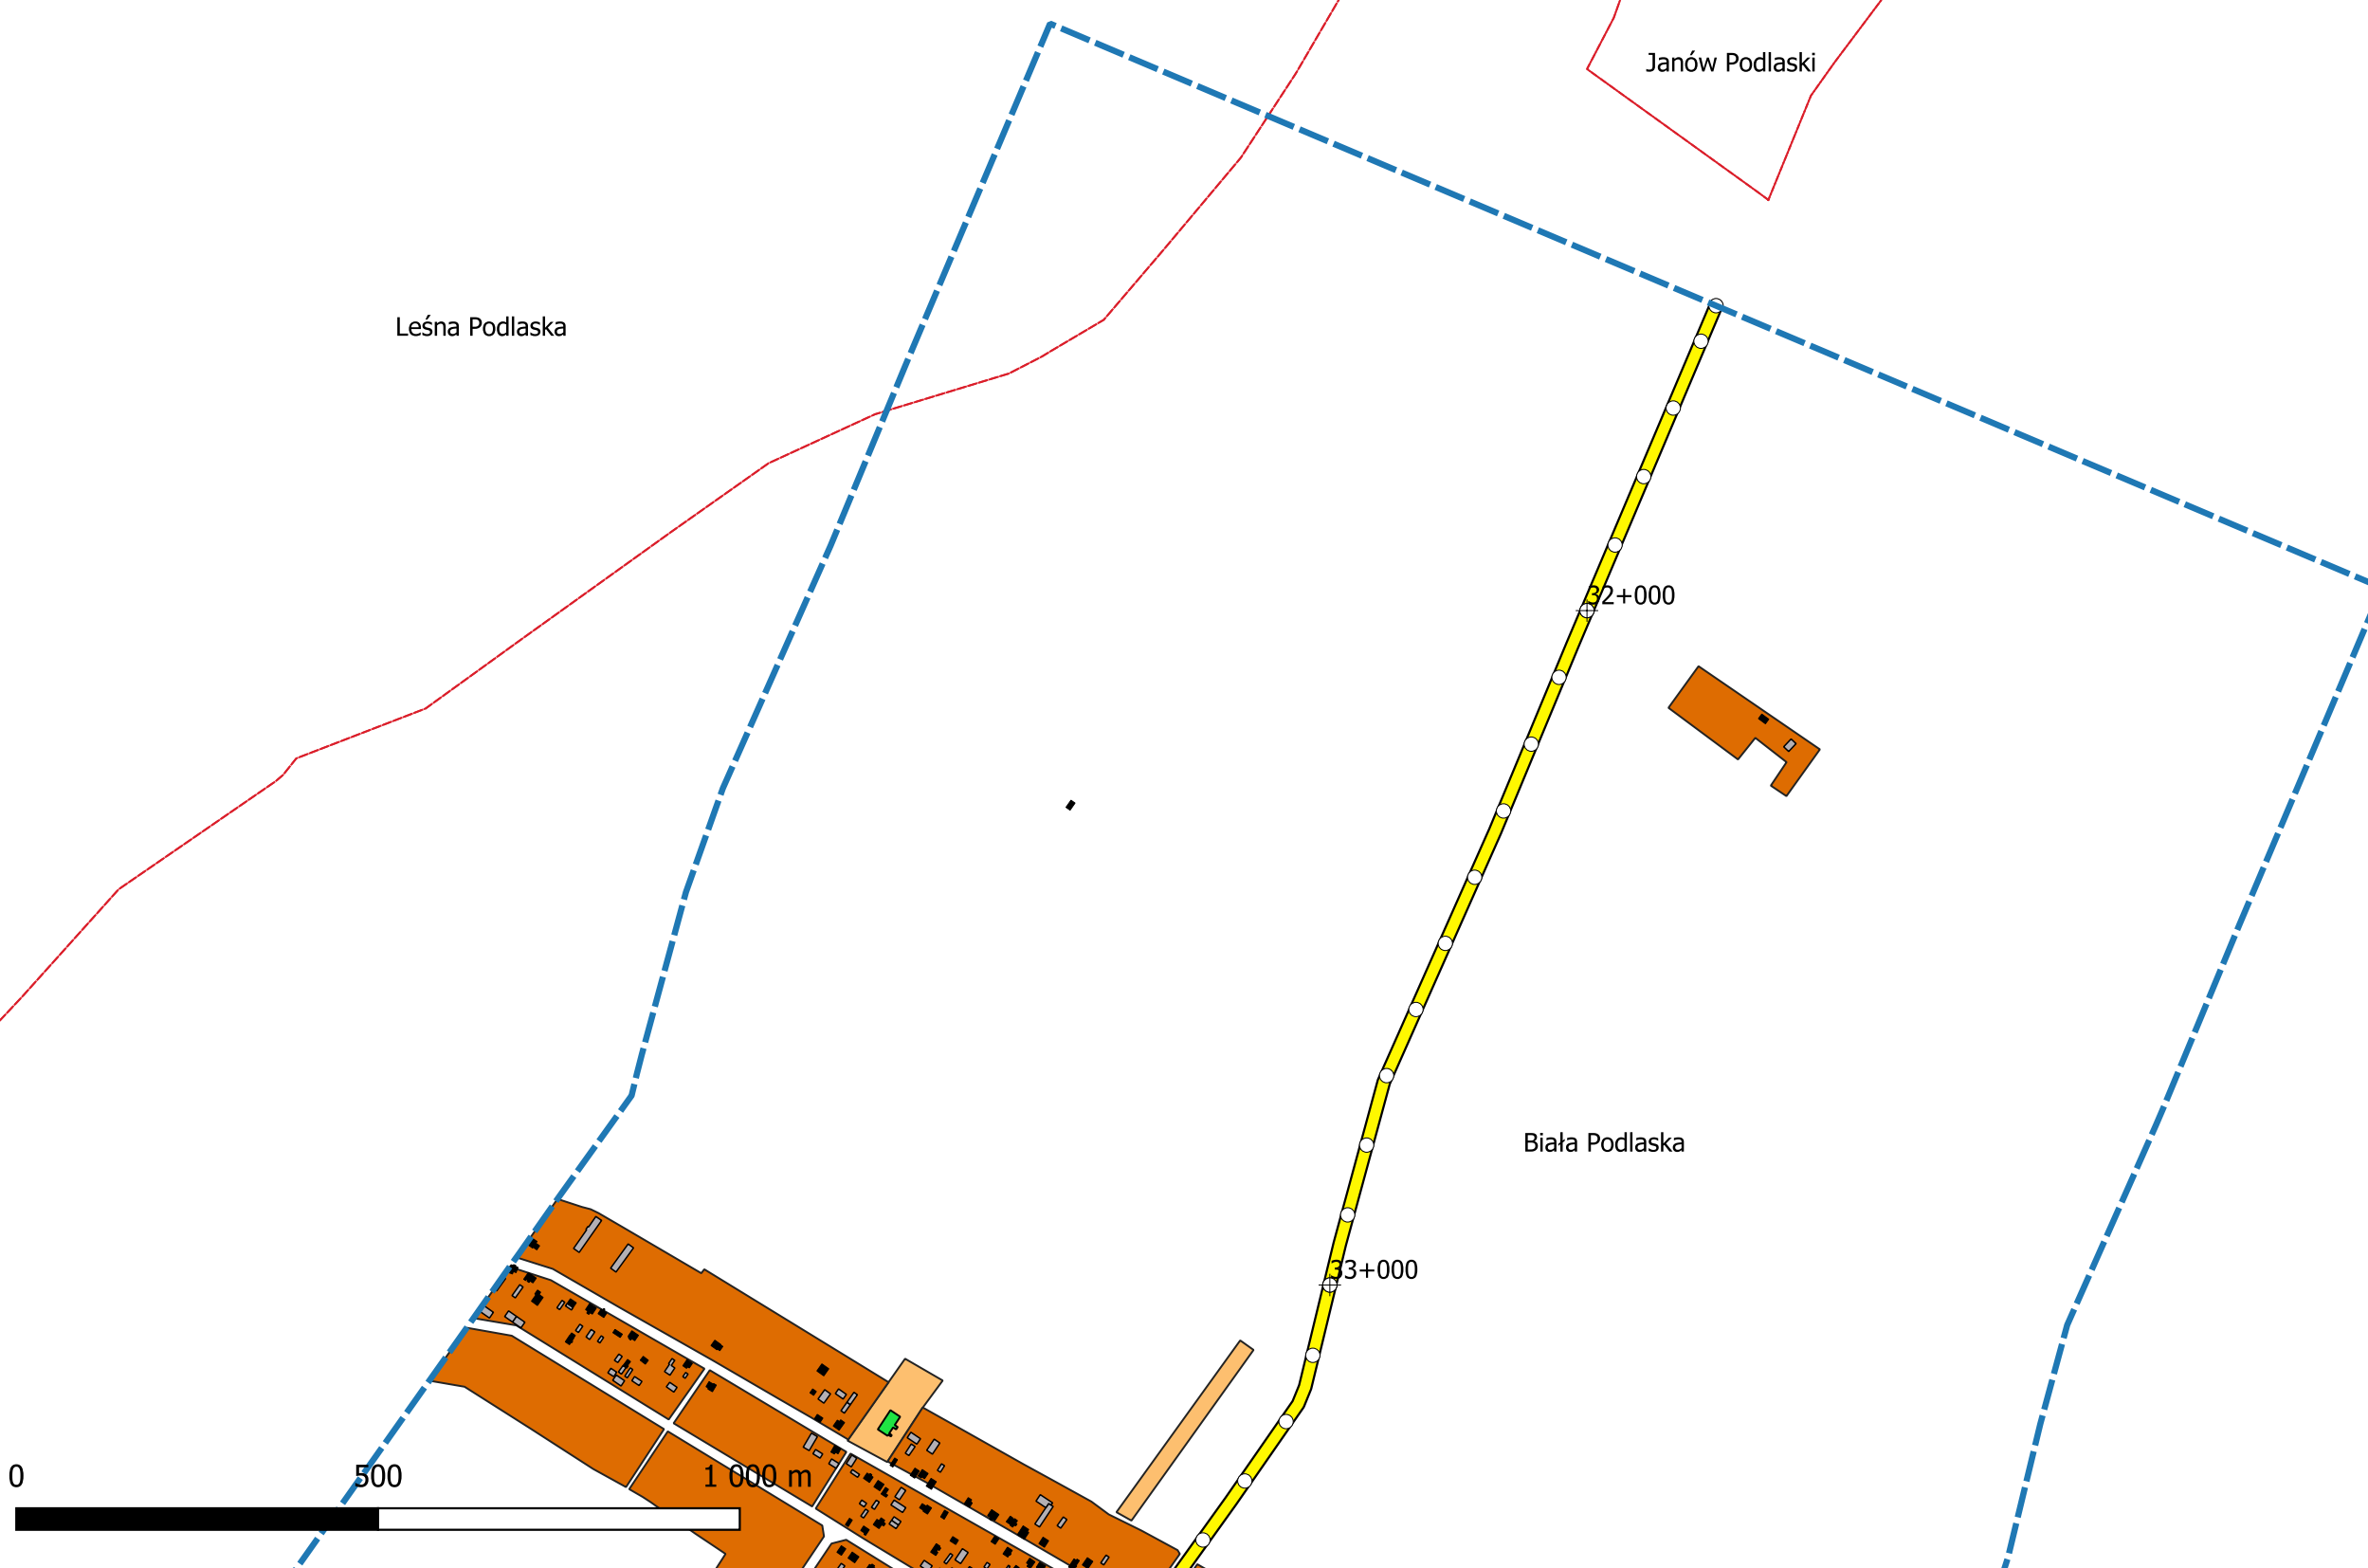 Janów Podlaski
Leśna Podlaska
32+000
Biała Podlaska
33+000
0 500 1 000 m